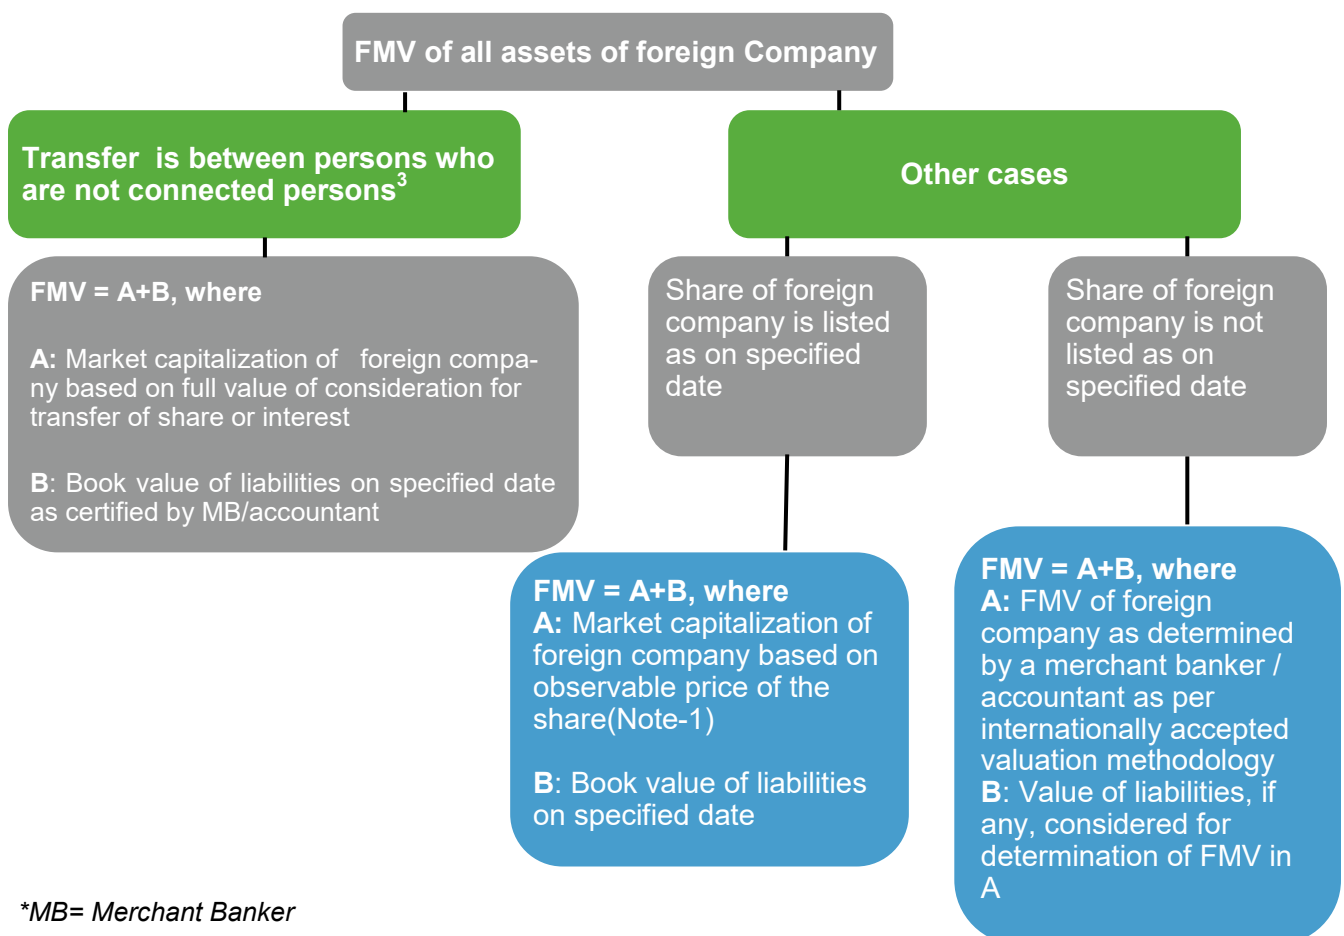 FMV of all assets of foreign Company
Transfer is between persons who
are not connected persons3
Other cases
FMV = A+B, where
A: Market capitalization of foreign compa-
ny based on full value of consideration for
transfer of share or interest
B: Book value of liabilities on specified date
as certified by MB/accountant
Share of foreign
company is listed
as on specified
date
Share of foreign
company is not
listed as on
specified date
FMV = A+B, where
A: Market capitalization of
foreign company based on
observable price of the
share(Note-1)
B: Book value of liabilities
on specified date
FMV = A+B, where
A: FMV of foreign
company as determined
by a merchant banker /
accountant as per
internationally accepted
valuation methodology
B: Value of liabilities, if
any, considered for
determination of FMV in
A
*MB= Merchant Banker